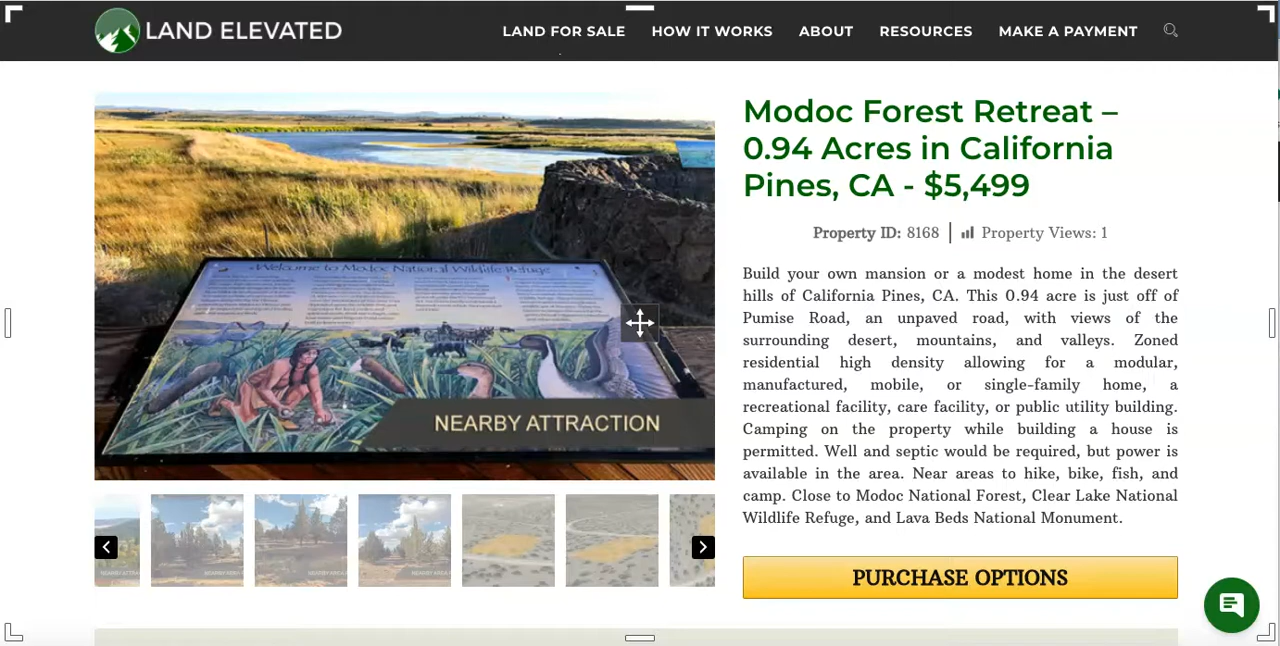 LAND ELEVATED
LAND FOR SALE HOW IT WORKS ABOUT RESOURCES MAKE A PAYMENT
Welcome to Modoc National Wildlife Refuge
NEARBY ATTRACTION
Modoc Forest Retreat –
0.94 Acres in California
Pines, CA - $5,499
Property ID: 8168 | Property Views: 1
Build your own mansion or a modest home in the desert
hills of California Pines, CA. This 0.94 acre is just off of
Pumise Road, an unpaved road, with views of the
surrounding desert, mountains, and valleys. Zoned
residential high density allowing for a modular,
manufactured, mobile, or single-family home, a
recreational facility, care facility, or public utility building.
Camping on the property while building a house is
permitted. Well and septic would be required, but power is
available in the area. Near areas to hike, bike, fish, and
camp. Close to Modoc National Forest, Clear Lake National
Wildlife Refuge, and Lava Beds National Monument.
PURCHASE OPTIONS